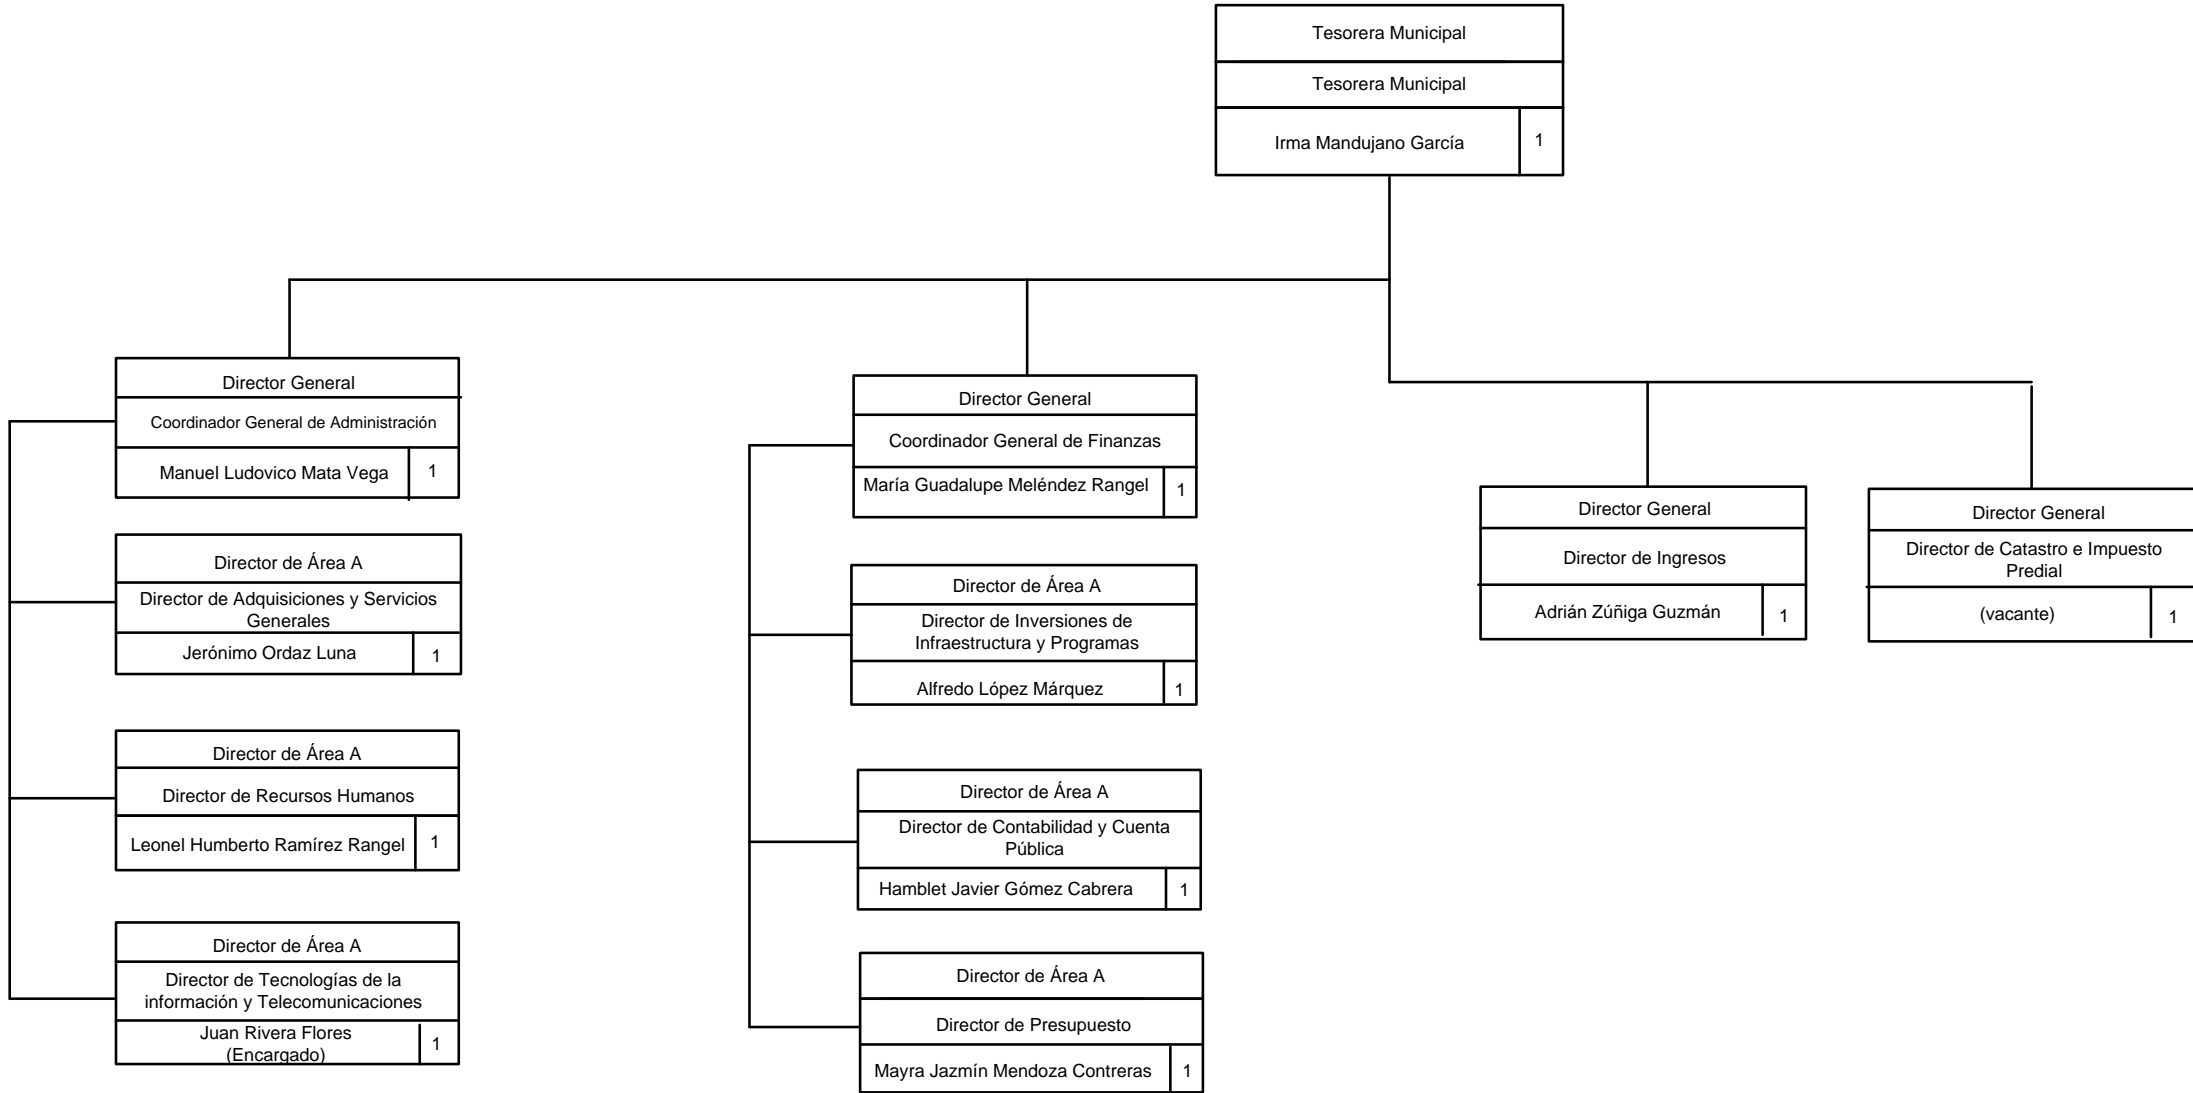 Tesorera Municipal
Tesorera Municipal
Irma Mandujano García
1
Director General
Coordinador General de Administración
Manuel Ludovico Mata Vega
1
Director de Área A
Director de Adquisiciones y Servicios
Generales
Jerónimo Ordaz Luna
1
Director de Área A
Director de Recursos Humanos
Leonel Humberto Ramírez Rangel
1
Director de Área A
Director de Tecnologías de la
información y Telecomunicaciones
Juan Rivera Flores
(Encargado)
1
Director General
Coordinador General de Finanzas
María Guadalupe Meléndez Rangel
1
Director de Área A
Director de Inversiones de
Infraestructura y Programas
Alfredo López Márquez
1
Director de Área A
Director de Contabilidad y Cuenta
Pública
Hamblet Javier Gómez Cabrera
1
Director de Área A
Director de Presupuesto
Mayra Jazmín Mendoza Contreras
1
Director General
Director de Ingresos
Adrián Zúñiga Guzmán
1
Director General
Director de Catastro e Impuesto
Predial
(vacante)
1